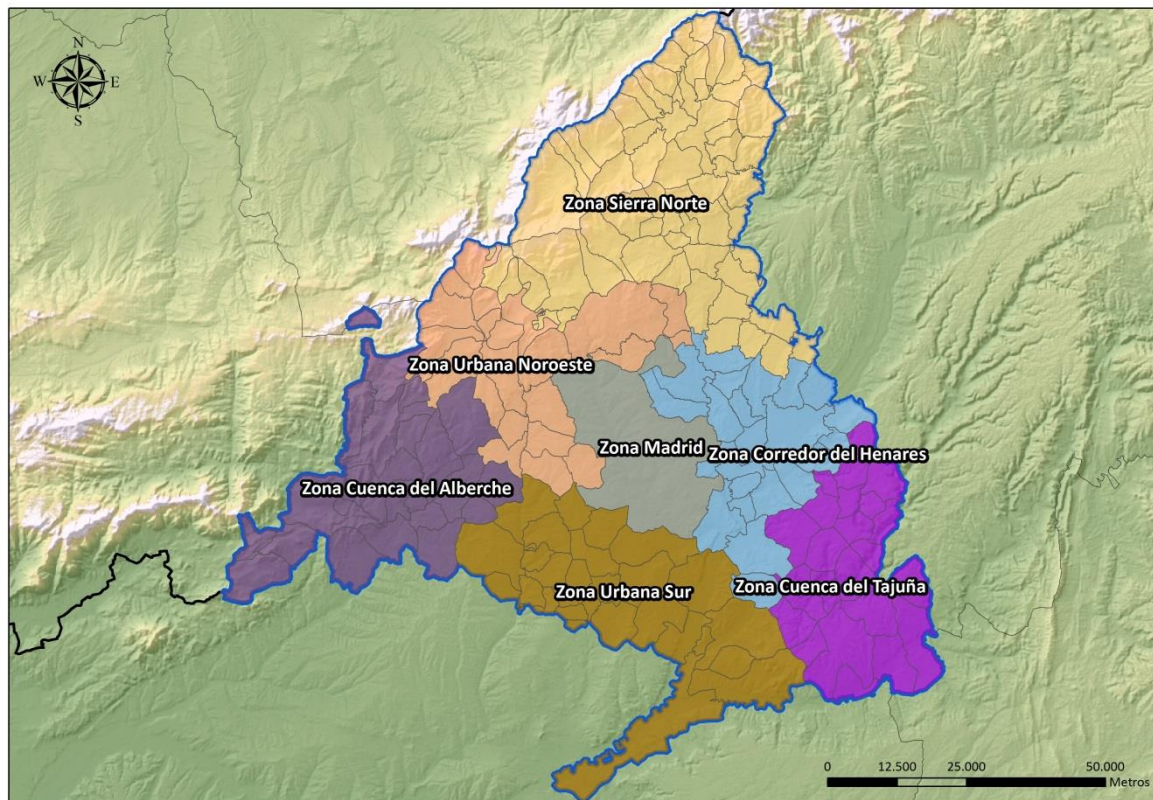 N
W E
S
Zona Sierra Norte
Zona Urbana Noroeste
Zona Madrid
Zona Corredor del Henares
Zona Cuenca del Alberche
Zona Urbana Sur
Zona Cuenca del Tajuña
0 12.500 25.000 50.000
Metros